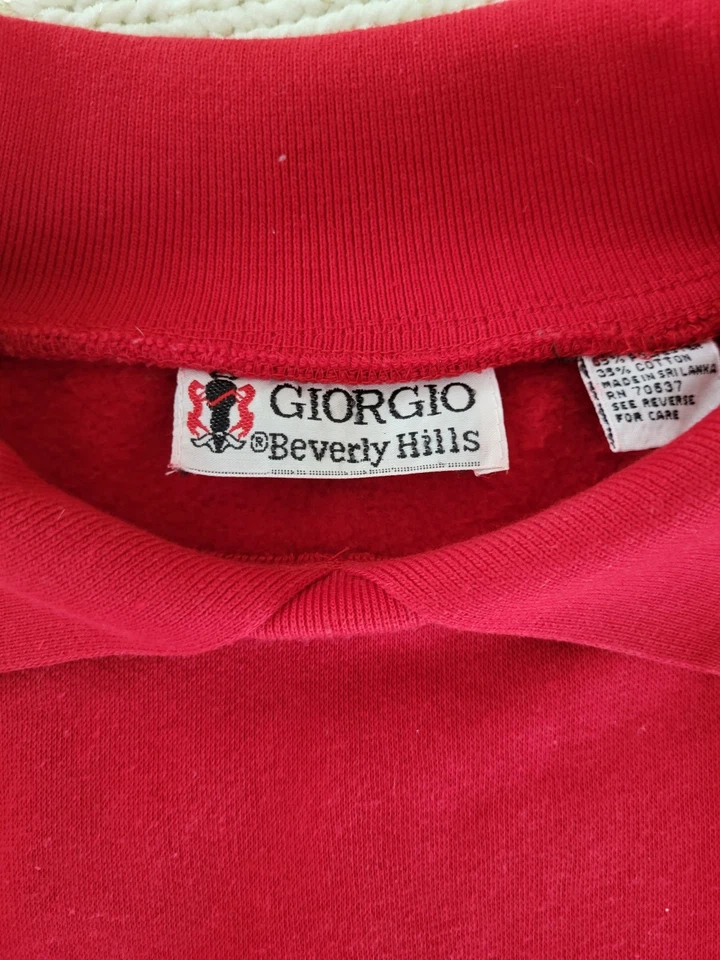 GIORGIO
®Beverly Hills
35% COTTON
MADE IN SRI LANKA
RN 70637
SEE REVERSE
FOR CARE